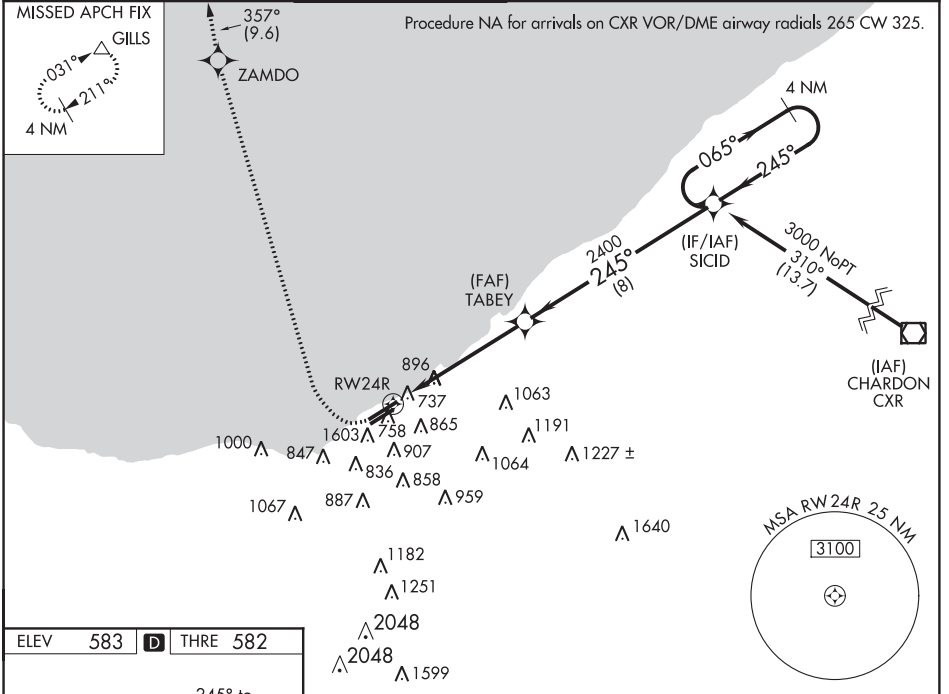 MISSED APCH FIX
GILLS
031°
211°
4 NM
357°
(9.6)
ZAMDO
Procedure NA for arrivals on CXR VOR/DME airway radials 265 CW 325.
4 NM
065°
245°
(IF/IAF)
SICID
3000 NoPT
310°
(13.7)
2400
245°
(8)
(FAF)
TABEY
(IAF)
CHARDON
CXR
896
RW24R
737
1063
758
865
1603
1191
1000
847
907
1064
1227 ±
836
858
887
959
1067
1640
1182
1251
2048
2048
1599
MSA RW24R 25 NM
3100
ELEV 583 D THRE 582
245° to